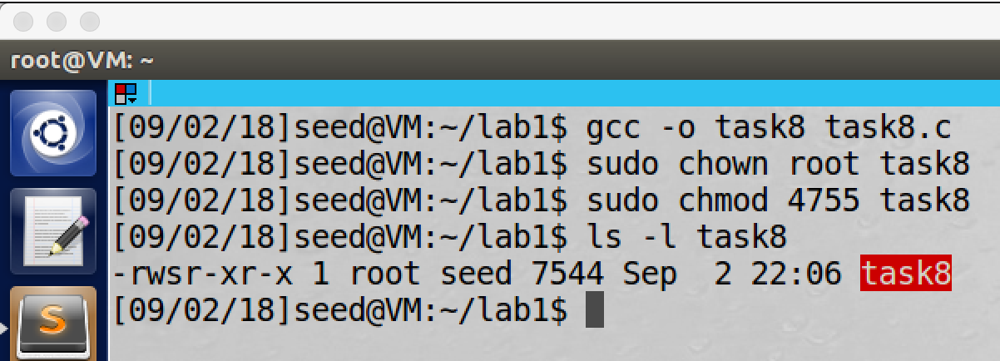 root@VM: ~
[09/02/18]seed@VM:~/lab1$ gcc -o task8 task8.c
[09/02/18]seed@VM:~/lab1$ sudo chown root task8
[09/02/18]seed@VM:~/lab1$ sudo chmod 4755 task8
[09/02/18]seed@VM:~/lab1$ ls -l task8
-rwsr-xr-x 1 root seed 7544 Sep  2 22:06 task8
[09/02/18]seed@VM:~/lab1$
S